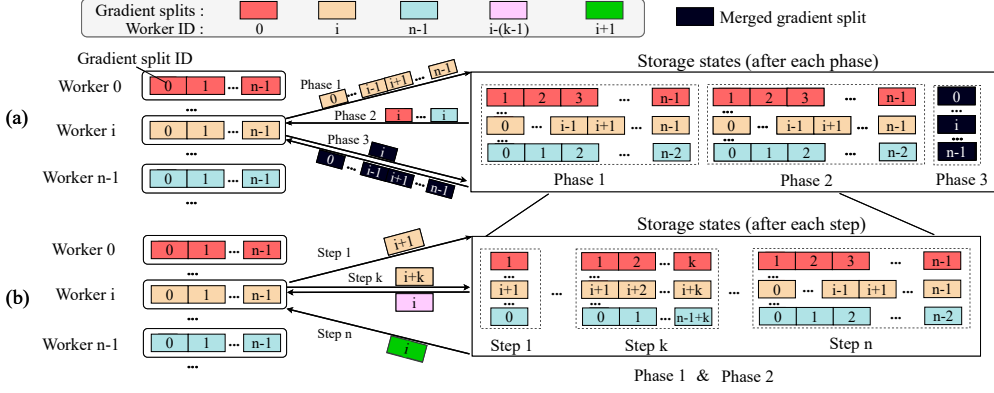 Gradient splits :
Worker ID : 0 i n-1 i-(k-1) i+1
Merged gradient split
Gradient split ID
Storage states (after each phase)
(a)
Worker 0
0 1 ... n-1
...
Worker i
0 1 ... n-1
...
Worker n-1
0 1 ... n-1
...
Phase 1
0 ... i-1 i+1 ... n-1
Phase 2
i ... i
Phase 3
i
0 ... i-1 i+1 ... n-1
1 2 3 ... n-1
0 ... i-1 i+1 ... n-1
0 1 2 ... n-2
Phase 1
1 2 3 ... n-1
0 ... i-1 i+1 ... n-1
0 1 2 ... n-2
Phase 2
0
...
i
...
n-1
Phase 3
Storage states (after each step)
(b)
Worker 0
0 1 ... n-1
...
Worker i
0 1 ... n-1
...
Worker n-1
0 1 ... n-1
...
Step 1
i+1
Step k
i+k
i
Step n
i
1
...
i+1
...
0
Step 1
...
1 2 ... k
...
i+1 i+2 ... i+k
...
0 1 ... n-1+k
Step k
...
1 2 3 ... n-1
...
0 ... i-1 i+1 ... n-1
...
0 1 2 ... n-2
Step n
Phase 1 & Phase 2